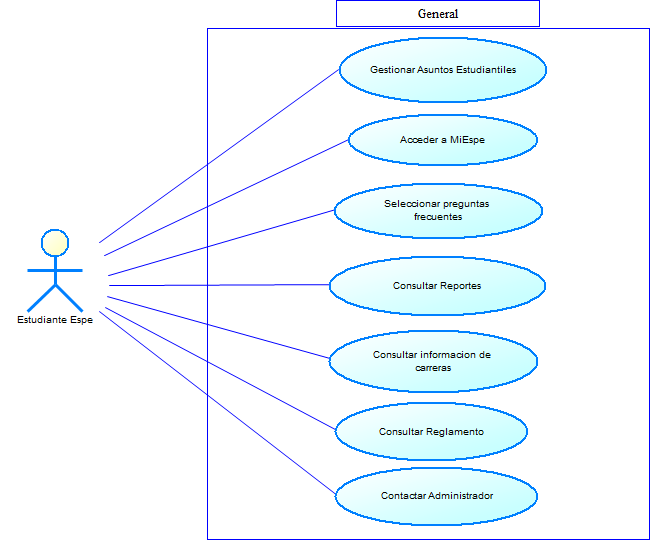 General
Gestionar Asuntos Estudiantiles
Acceder a MiEspe
Seleccionar preguntas
frecuentes
Consultar Reportes
Estudiante Espe
Consultar informacion de
carreras
Consultar Reglamento
Contactar Administrador